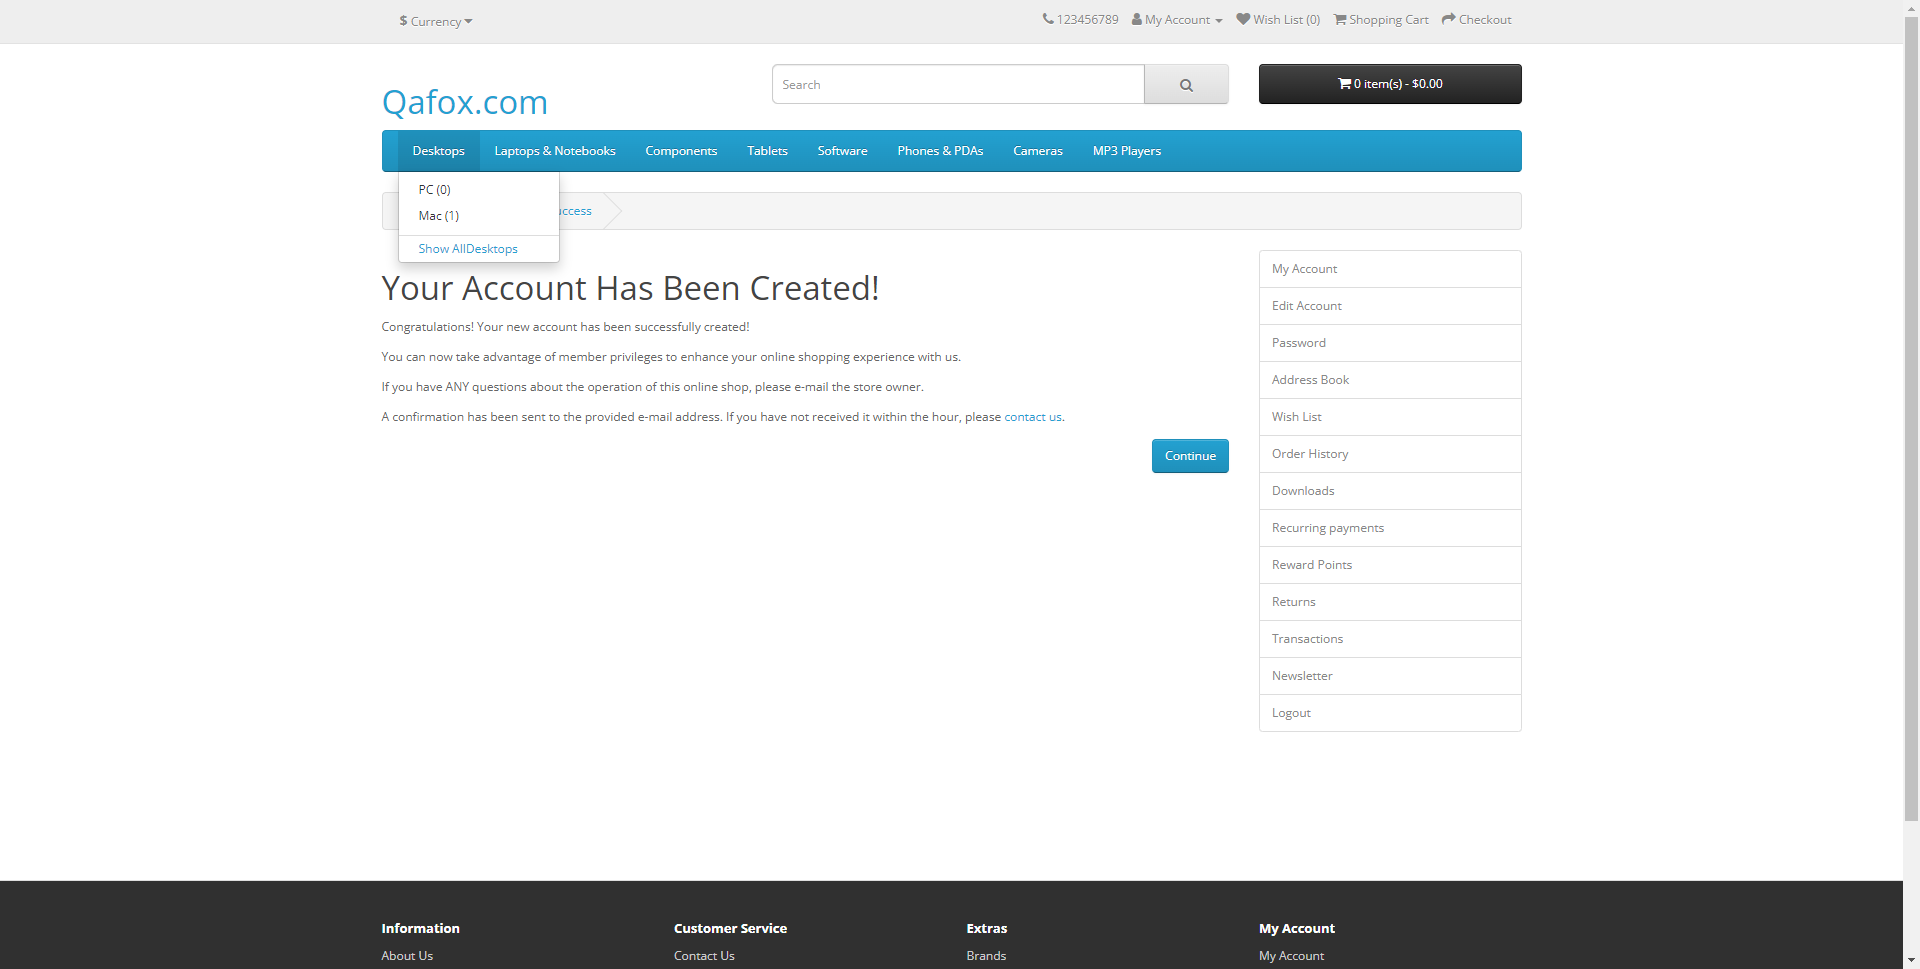 $ Currency
123456789 My Account Wish List (0) Shopping Cart Checkout
Qafox.com
Search
0 item(s) - $0.00
Desktops Laptops & Notebooks Components Tablets Software Phones & PDAs Cameras MP3 Players
PC (0)
Mac (1)
Show AllDesktops
uccess
Your Account Has Been Created!
Congratulations! Your new account has been successfully created!
You can now take advantage of member privileges to enhance your online shopping experience with us.
If you have ANY questions about the operation of this online shop, please e-mail the store owner.
A confirmation has been sent to the provided e-mail address. If you have not received it within the hour, please contact us.
Continue
My Account
Edit Account
Password
Address Book
Wish List
Order History
Downloads
Recurring payments
Reward Points
Returns
Transactions
Newsletter
Logout
Information
About Us
Customer Service
Contact Us
Extras
Brands
My Account
My Account